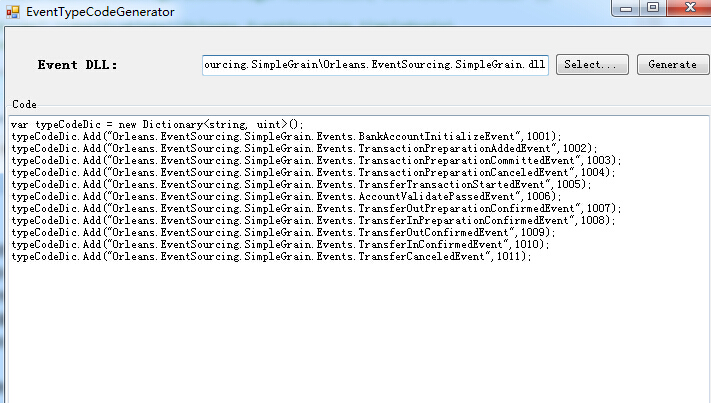 EventTypeCodeGenerator
Event DLL: ourcing.SimpleGrain\Orleans.EventSourcing.SimpleGrain.dll Select... Generate
Code
var typeCodeDic = new Dictionary<string, uint>();
typeCodeDic.Add("Orleans.EventSourcing.SimpleGrain.Events.BankAccountInitializeEvent",1001);
typeCodeDic.Add("Orleans.EventSourcing.SimpleGrain.Events.TransactionPreparationAddedEvent",1002);
typeCodeDic.Add("Orleans.EventSourcing.SimpleGrain.Events.TransactionPreparationCommittedEvent",1003);
typeCodeDic.Add("Orleans.EventSourcing.SimpleGrain.Events.TransactionPreparationCanceledEvent",1004);
typeCodeDic.Add("Orleans.EventSourcing.SimpleGrain.Events.TransferTransactionStartedEvent",1005);
typeCodeDic.Add("Orleans.EventSourcing.SimpleGrain.Events.AccountValidatePassedEvent",1006);
typeCodeDic.Add("Orleans.EventSourcing.SimpleGrain.Events.TransferOutPreparationConfirmedEvent",1007);
typeCodeDic.Add("Orleans.EventSourcing.SimpleGrain.Events.TransferInPreparationConfirmedEvent",1008);
typeCodeDic.Add("Orleans.EventSourcing.SimpleGrain.Events.TransferOutConfirmedEvent",1009);
typeCodeDic.Add("Orleans.EventSourcing.SimpleGrain.Events.TransferInConfirmedEvent",1010);
typeCodeDic.Add("Orleans.EventSourcing.SimpleGrain.Events.TransferCanceledEvent",1011);